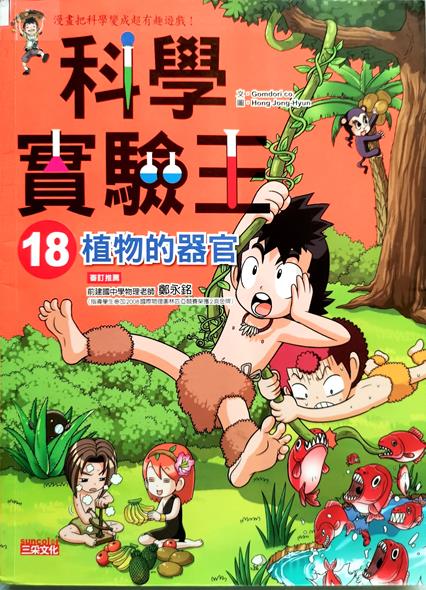 漫畫把科學變成超有趣遊戲！
科學
實驗王
文。Gomdori co.
圖。Hong Jong-Hyun
18 植物的器官
審訂推薦
前建國中學物理老師 鄭永銘
suncolor
三采文化